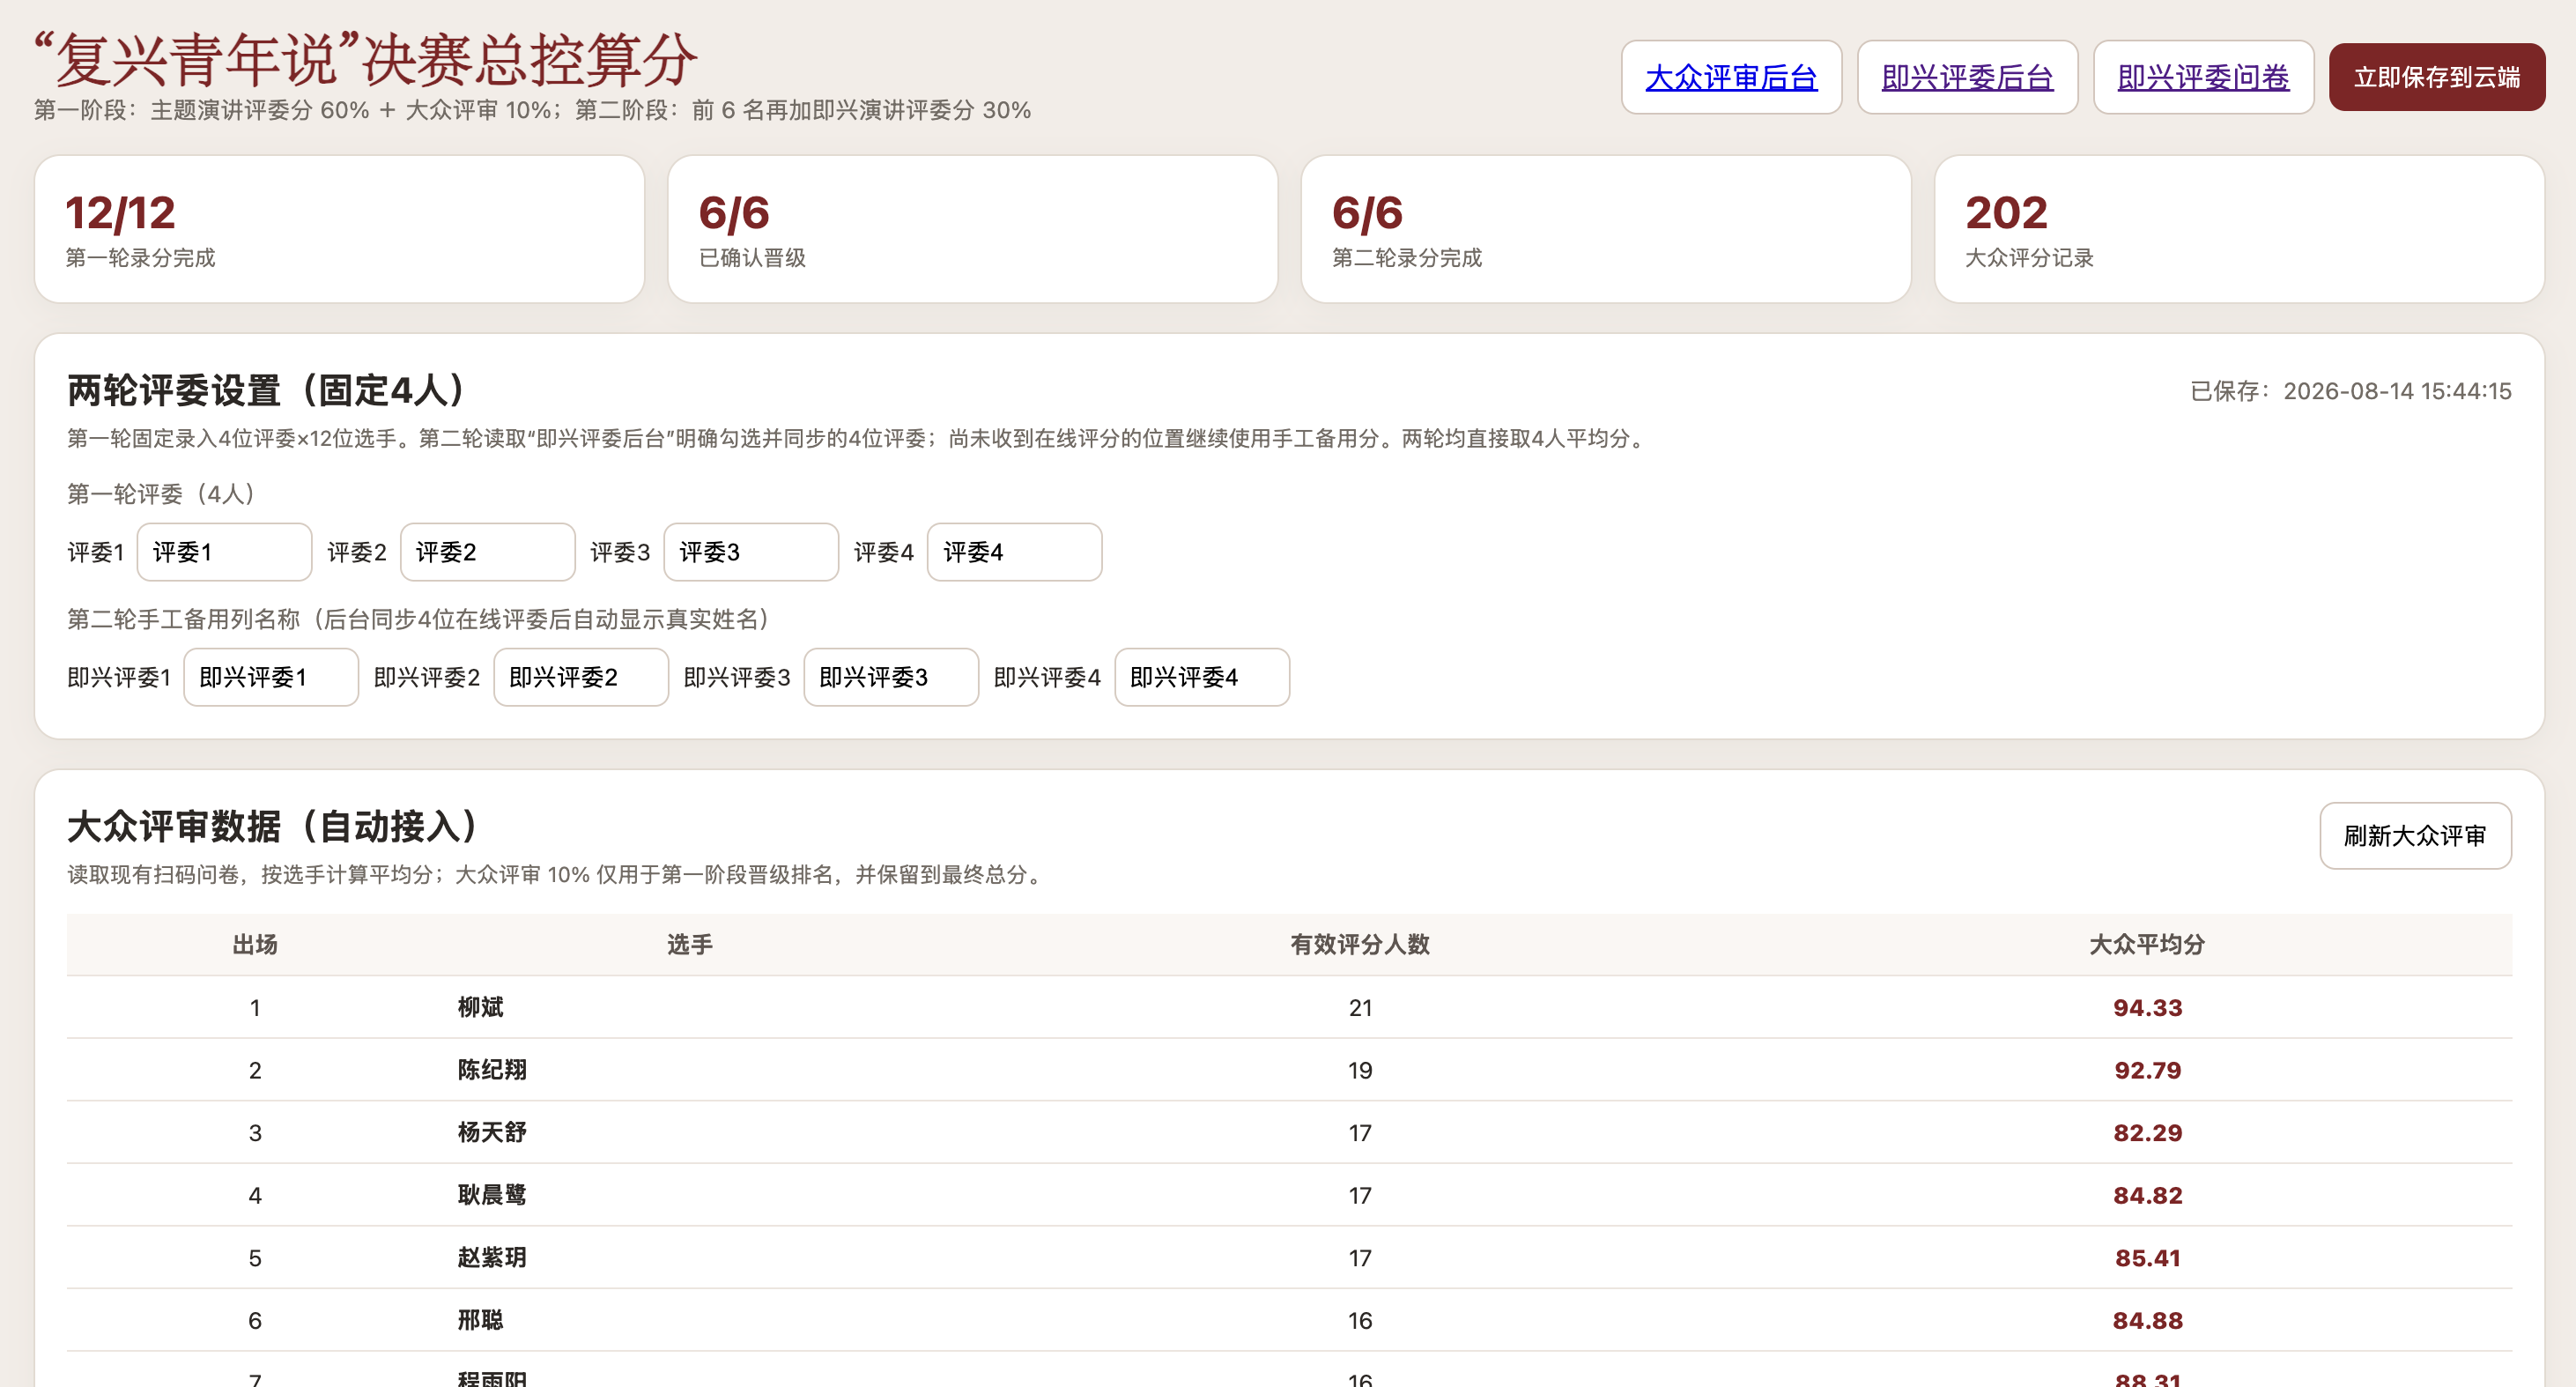 “复兴青年说”决赛总控算分
第一阶段：主题演讲评委分 60% ＋ 大众评审 10%；第二阶段：前 6 名再加即兴演讲评委分 30%
大众评审后台 即兴评委后台 即兴评委问卷 立即保存到云端
12/12 6/6 6/6 202
第一轮录分完成 已确认晋级 第二轮录分完成 大众评分记录
两轮评委设置（固定4人） 已保存：2026-08-14 15:44:15
第一轮固定录入4位评委×12位选手。第二轮读取“即兴评委后台”明确勾选并同步的4位评委；尚未收到在线评分的位置继续使用手工备用分。两轮均直接取4人平均分。
第一轮评委（4人）
评委1 评委1 评委2 评委2 评委3 评委3 评委4 评委4
第二轮手工备用列名称（后台同步4位在线评委后自动显示真实姓名）
即兴评委1 即兴评委1 即兴评委2 即兴评委2 即兴评委3 即兴评委3 即兴评委4 即兴评委4
大众评审数据（自动接入） 刷新大众评审
读取现有扫码问卷，按选手计算平均分；大众评审 10% 仅用于第一阶段晋级排名，并保留到最终总分。
出场 选手 有效评分人数 大众平均分
1 柳斌 21 94.33
2 陈纪翔 19 92.79
3 杨天舒 17 82.29
4 耿晨鹭 17 84.82
5 赵紫玥 17 85.41
6 邢聪 16 84.88
7 程雨阳 16 88.31